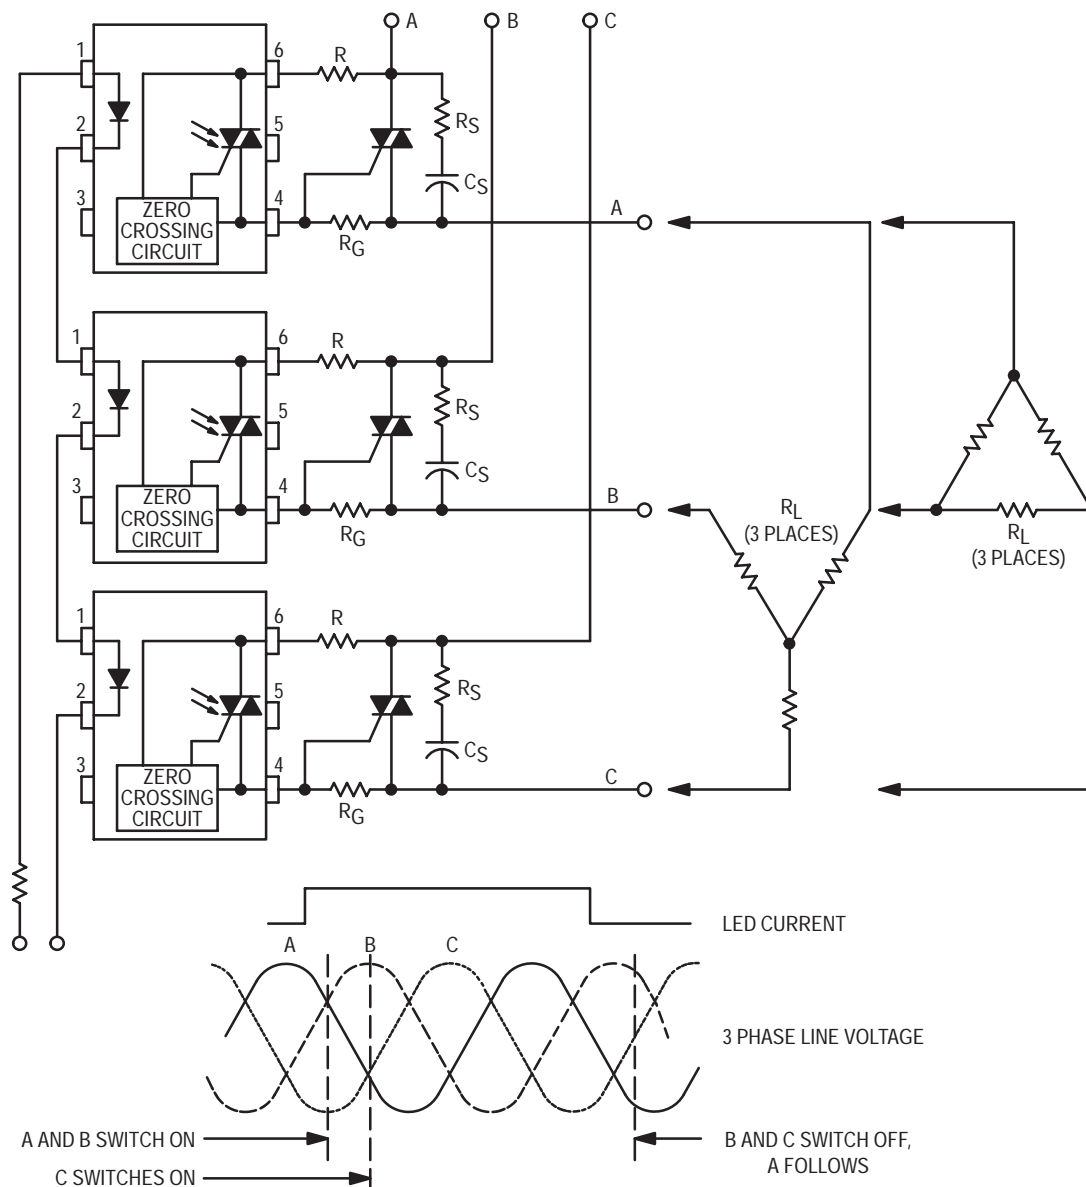 A
B
C
1
6
R
RS
2
5
CS
3
4
ZERO
CROSSING
CIRCUIT
RG
A
1
6
R
RS
2
5
CS
3
4
ZERO
CROSSING
CIRCUIT
RG
B
RL
(3 PLACES)
RL
(3 PLACES)
1
6
R
RS
2
5
CS
3
4
ZERO
CROSSING
CIRCUIT
RG
C
LED CURRENT
A
B
C
3 PHASE LINE VOLTAGE
A AND B SWITCH ON
C SWITCHES ON
B AND C SWITCH OFF,
A FOLLOWS